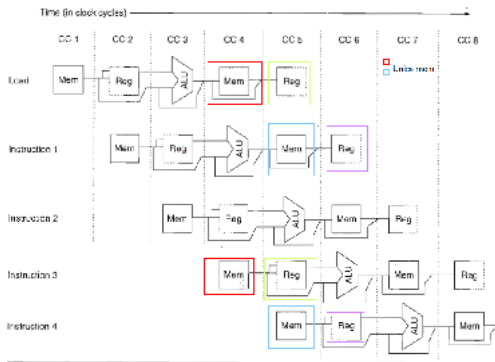 Time (in clock cycles)
CC 1 CC 2 CC 3 CC 4 CC 5 CC 6 CC 7 CC 8
Load Mem Reg ALU Mem Reg
mem
Instruction 1 Mem Reg ALU Mem Reg
Instruction 2 Mem Reg ALU Mem Reg
Instruction 3 Mem Reg ALU Mem Reg
Instruction 4 Mem Reg ALU Mem